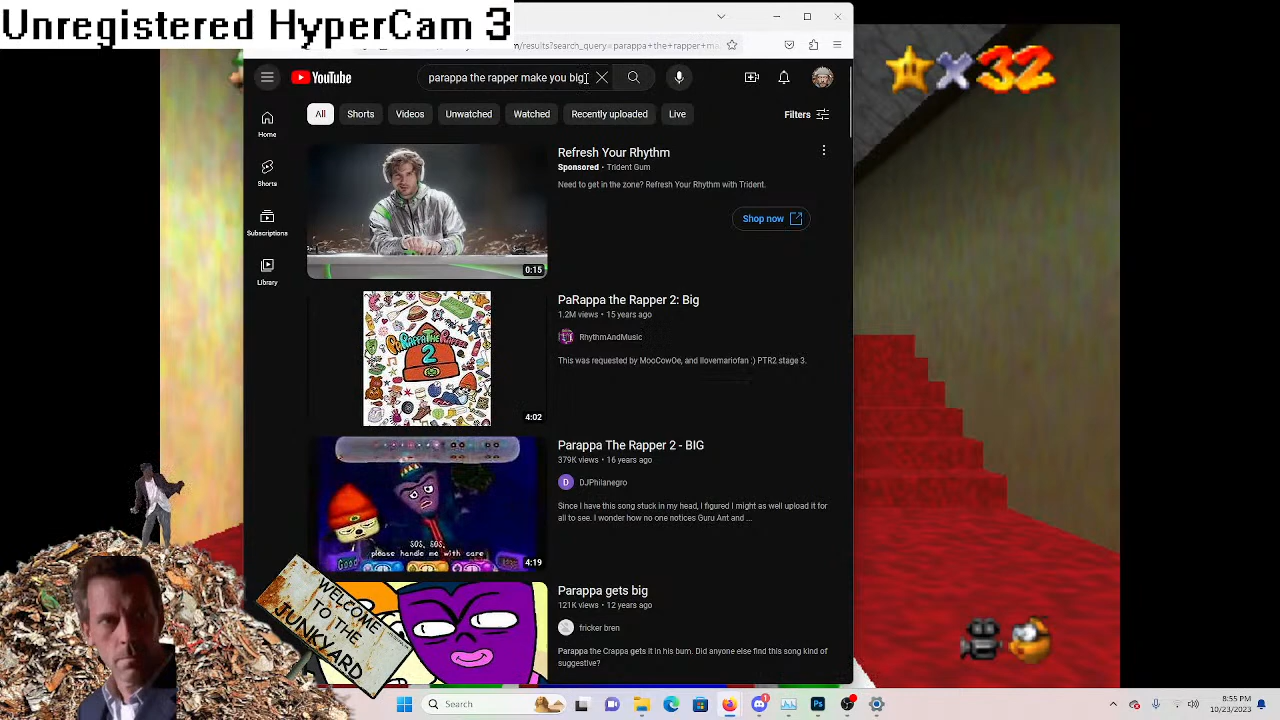 Unregistered HyperCam 3
x 32
YouTube
parappa the rapper make you big
All
Shorts
Videos
Unwatched
Watched
Recently uploaded
Live
Filters
Home
Shorts
Subscriptions
Library
Refresh Your Rhythm
Sponsored • Trident Gum
Need to get in the zone? Refresh Your Rhythm with Trident.
Shop now
0:15
PaRappa the Rapper 2: Big
1.2M views • 15 years ago
RhythmAndMusic
This was requested by MooCowOe, and Ilovemariofan :) PTR2 stage 3.
PARAPPA THE RAPPER
2
4:02
Parappa The Rapper 2 - BIG
379K views • 16 years ago
D
DJPhilanegro
Since I have this song stuck in my head, I figured I might as well upload it for
all to see. I wonder how no one notices Guru Ant and ...
SOS, SOS,
please handle me with care
Good
4:19
WELCOME
TO THE
JUNKYARD
Parappa gets big
121K views • 12 years ago
fricker bren
Parappa the Crappa gets it in his bum. Did anyone else find this song kind of
suggestive?
Search
8:55 PM
10/29/2023